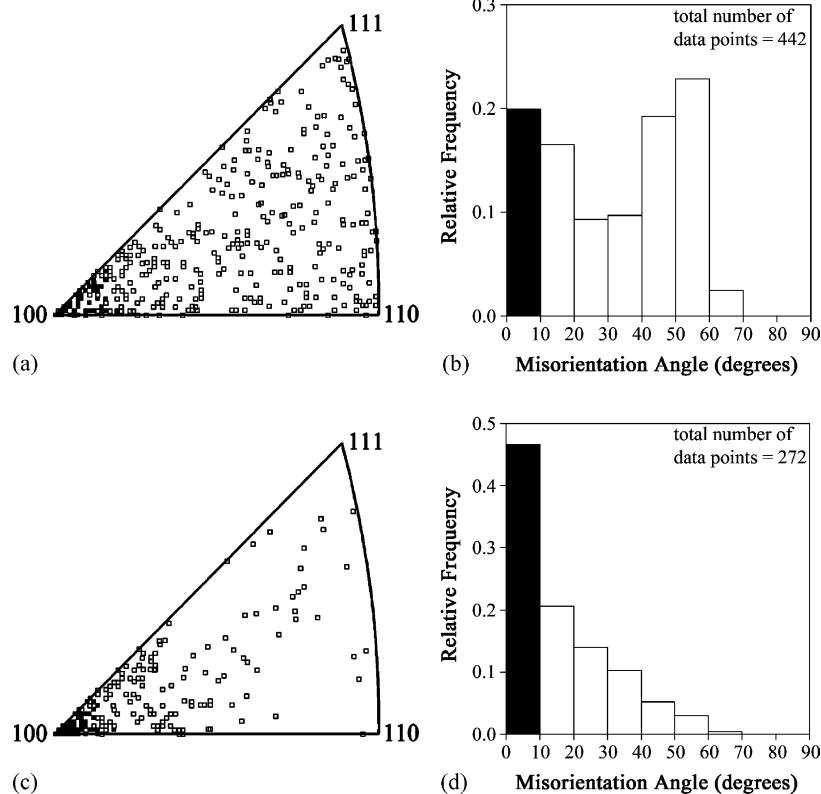 111
100
110
(a)
0.3
0.2
0.1
0.0
Relative Frequency
total number of
data points = 442
0 10 20 30 40 50 60 70 80 90
Misorientation Angle (degrees)
(b)
111
100
110
(c)
0.5
0.4
0.3
0.2
0.1
0.0
Relative Frequency
total number of
data points = 272
0 10 20 30 40 50 60 70 80 90
Misorientation Angle (degrees)
(d)